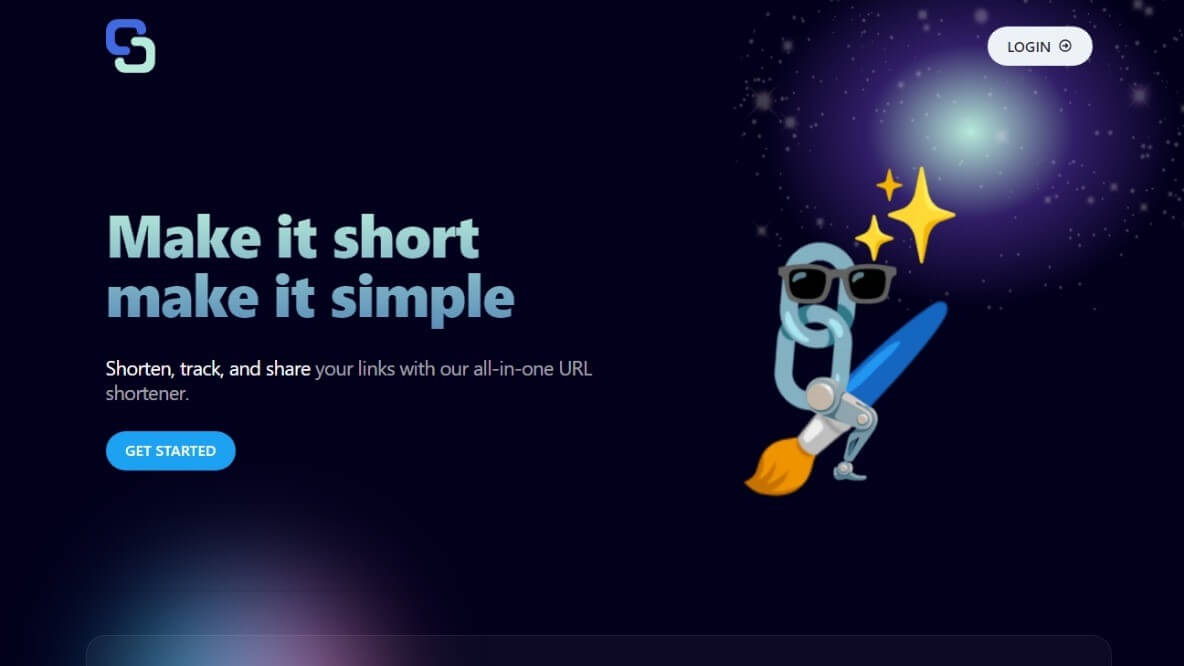 LOGIN
Make it short
make it simple
Shorten, track, and share your links with our all-in-one URL
shortener.
GET STARTED